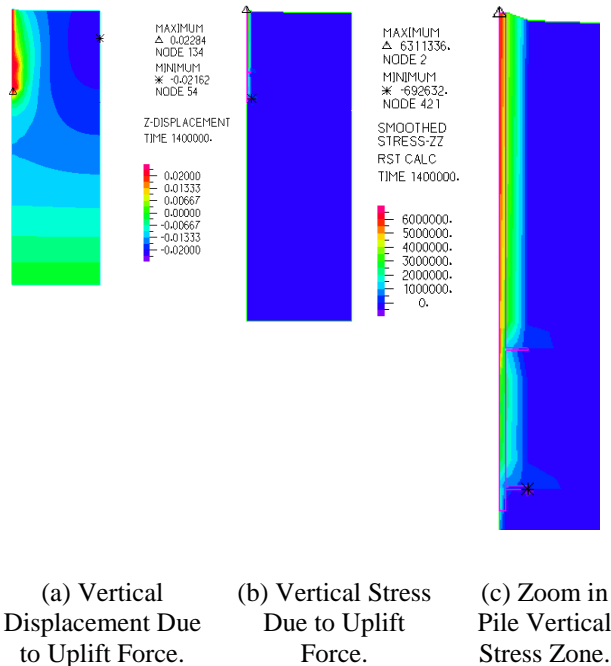 MAXIMUM
△ 0.02284
NODE 134
MINIMUM
* -0.02162
NODE 54
Z-DISPLACEMENT
TIME 1400000.
0.02000
0.01333
0.00667
0.00000
-0.00667
-0.01333
-0.02000
MAXIMUM
△ 6311336.
NODE 2
MINIMUM
* -692632.
NODE 421
SMOOTHED
STRESS-ZZ
RST CALC
TIME 1400000.
6000000.
5000000.
4000000.
3000000.
2000000.
1000000.
0.
(a) Vertical
Displacement Due
to Uplift Force.
(b) Vertical Stress
Due to Uplift
Force.
(c) Zoom in
Pile Vertical
Stress Zone.